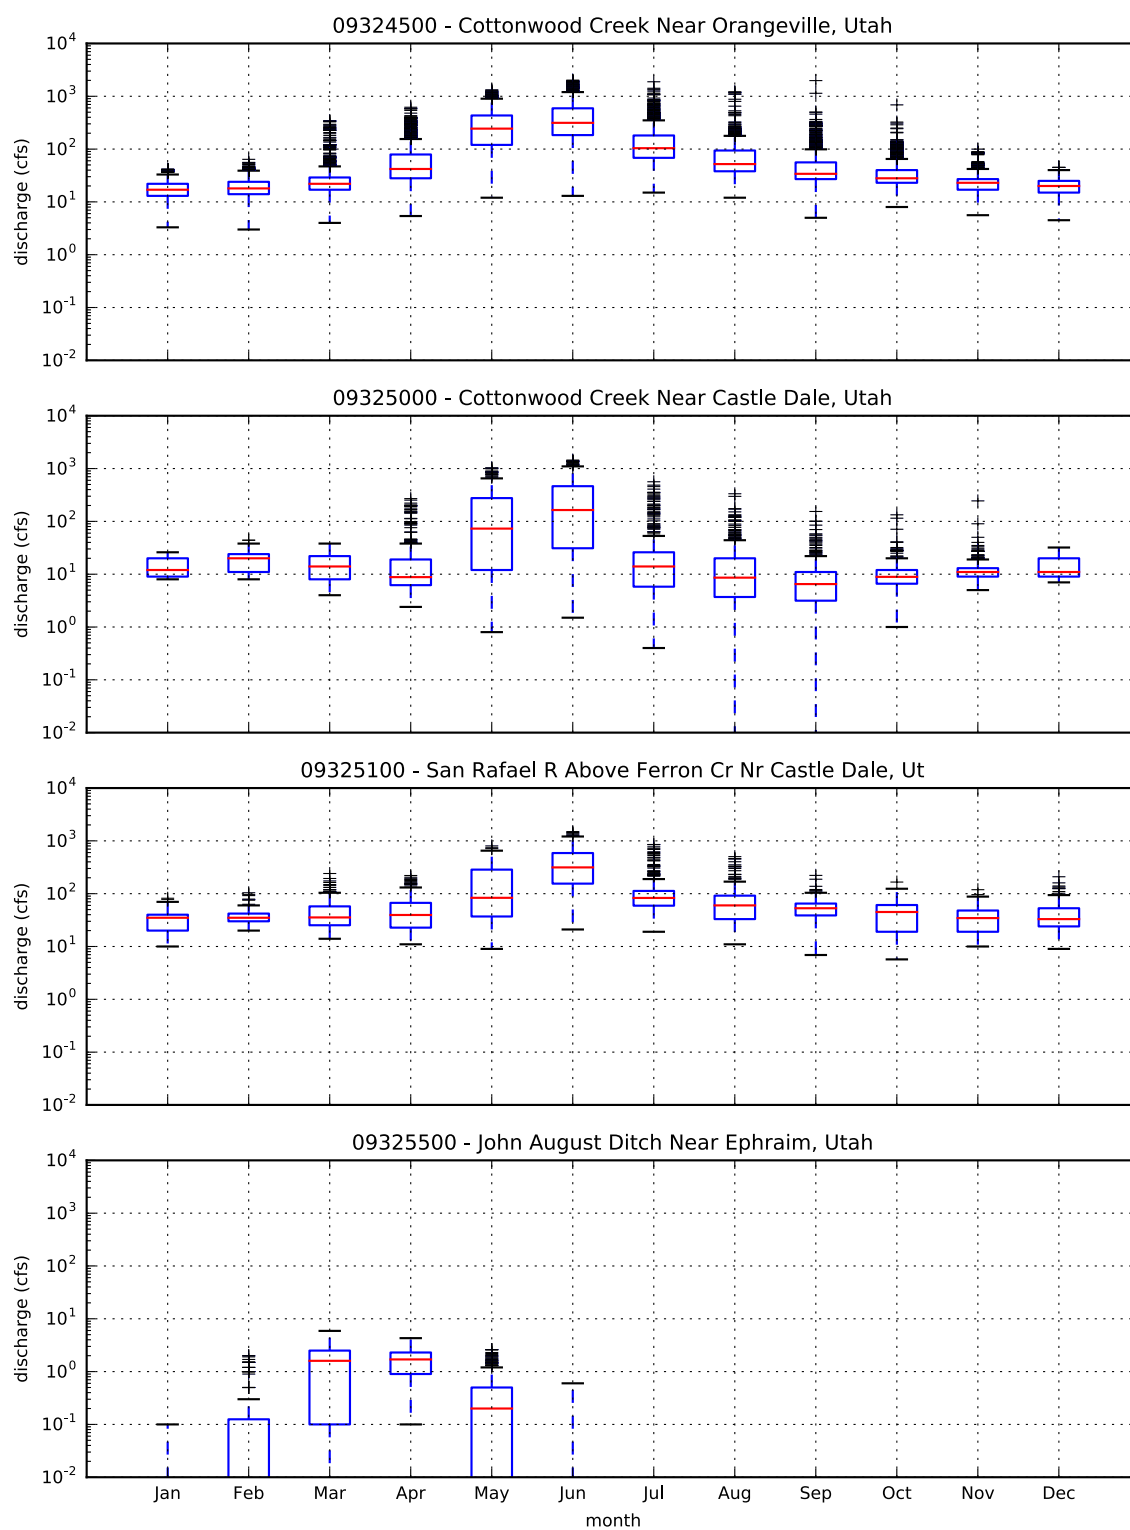 09324500 - Cottonwood Creek Near Orangeville, Utah
10^4
10^3
10^2
10^1
10^0
10^-1
10^-2
discharge (cfs)
09325000 - Cottonwood Creek Near Castle Dale, Utah
10^4
10^3
10^2
10^1
10^0
10^-1
10^-2
discharge (cfs)
09325100 - San Rafael R Above Ferron Cr Nr Castle Dale, Ut
10^4
10^3
10^2
10^1
10^0
10^-1
10^-2
discharge (cfs)
09325500 - John August Ditch Near Ephraim, Utah
10^4
10^3
10^2
10^1
10^0
10^-1
10^-2
discharge (cfs)
Jan Feb Mar Apr May Jun Jul Aug Sep Oct Nov Dec
month